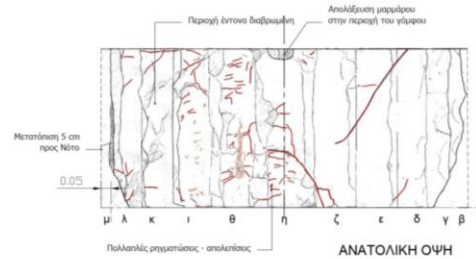 Απολάξευση μαρμάρου
στην περιοχή του γόμφου
Περιοχή έντονα διαβρωμένη
Μετατόπιση 5 cm
προς Νότο
0.05
μ λ κ ι θ η ζ ε δ γ β
Πολλαπλές ρηγματώσεις - απολεπίσεις
ΑΝΑΤΟΛΙΚΗ ΟΨΗ